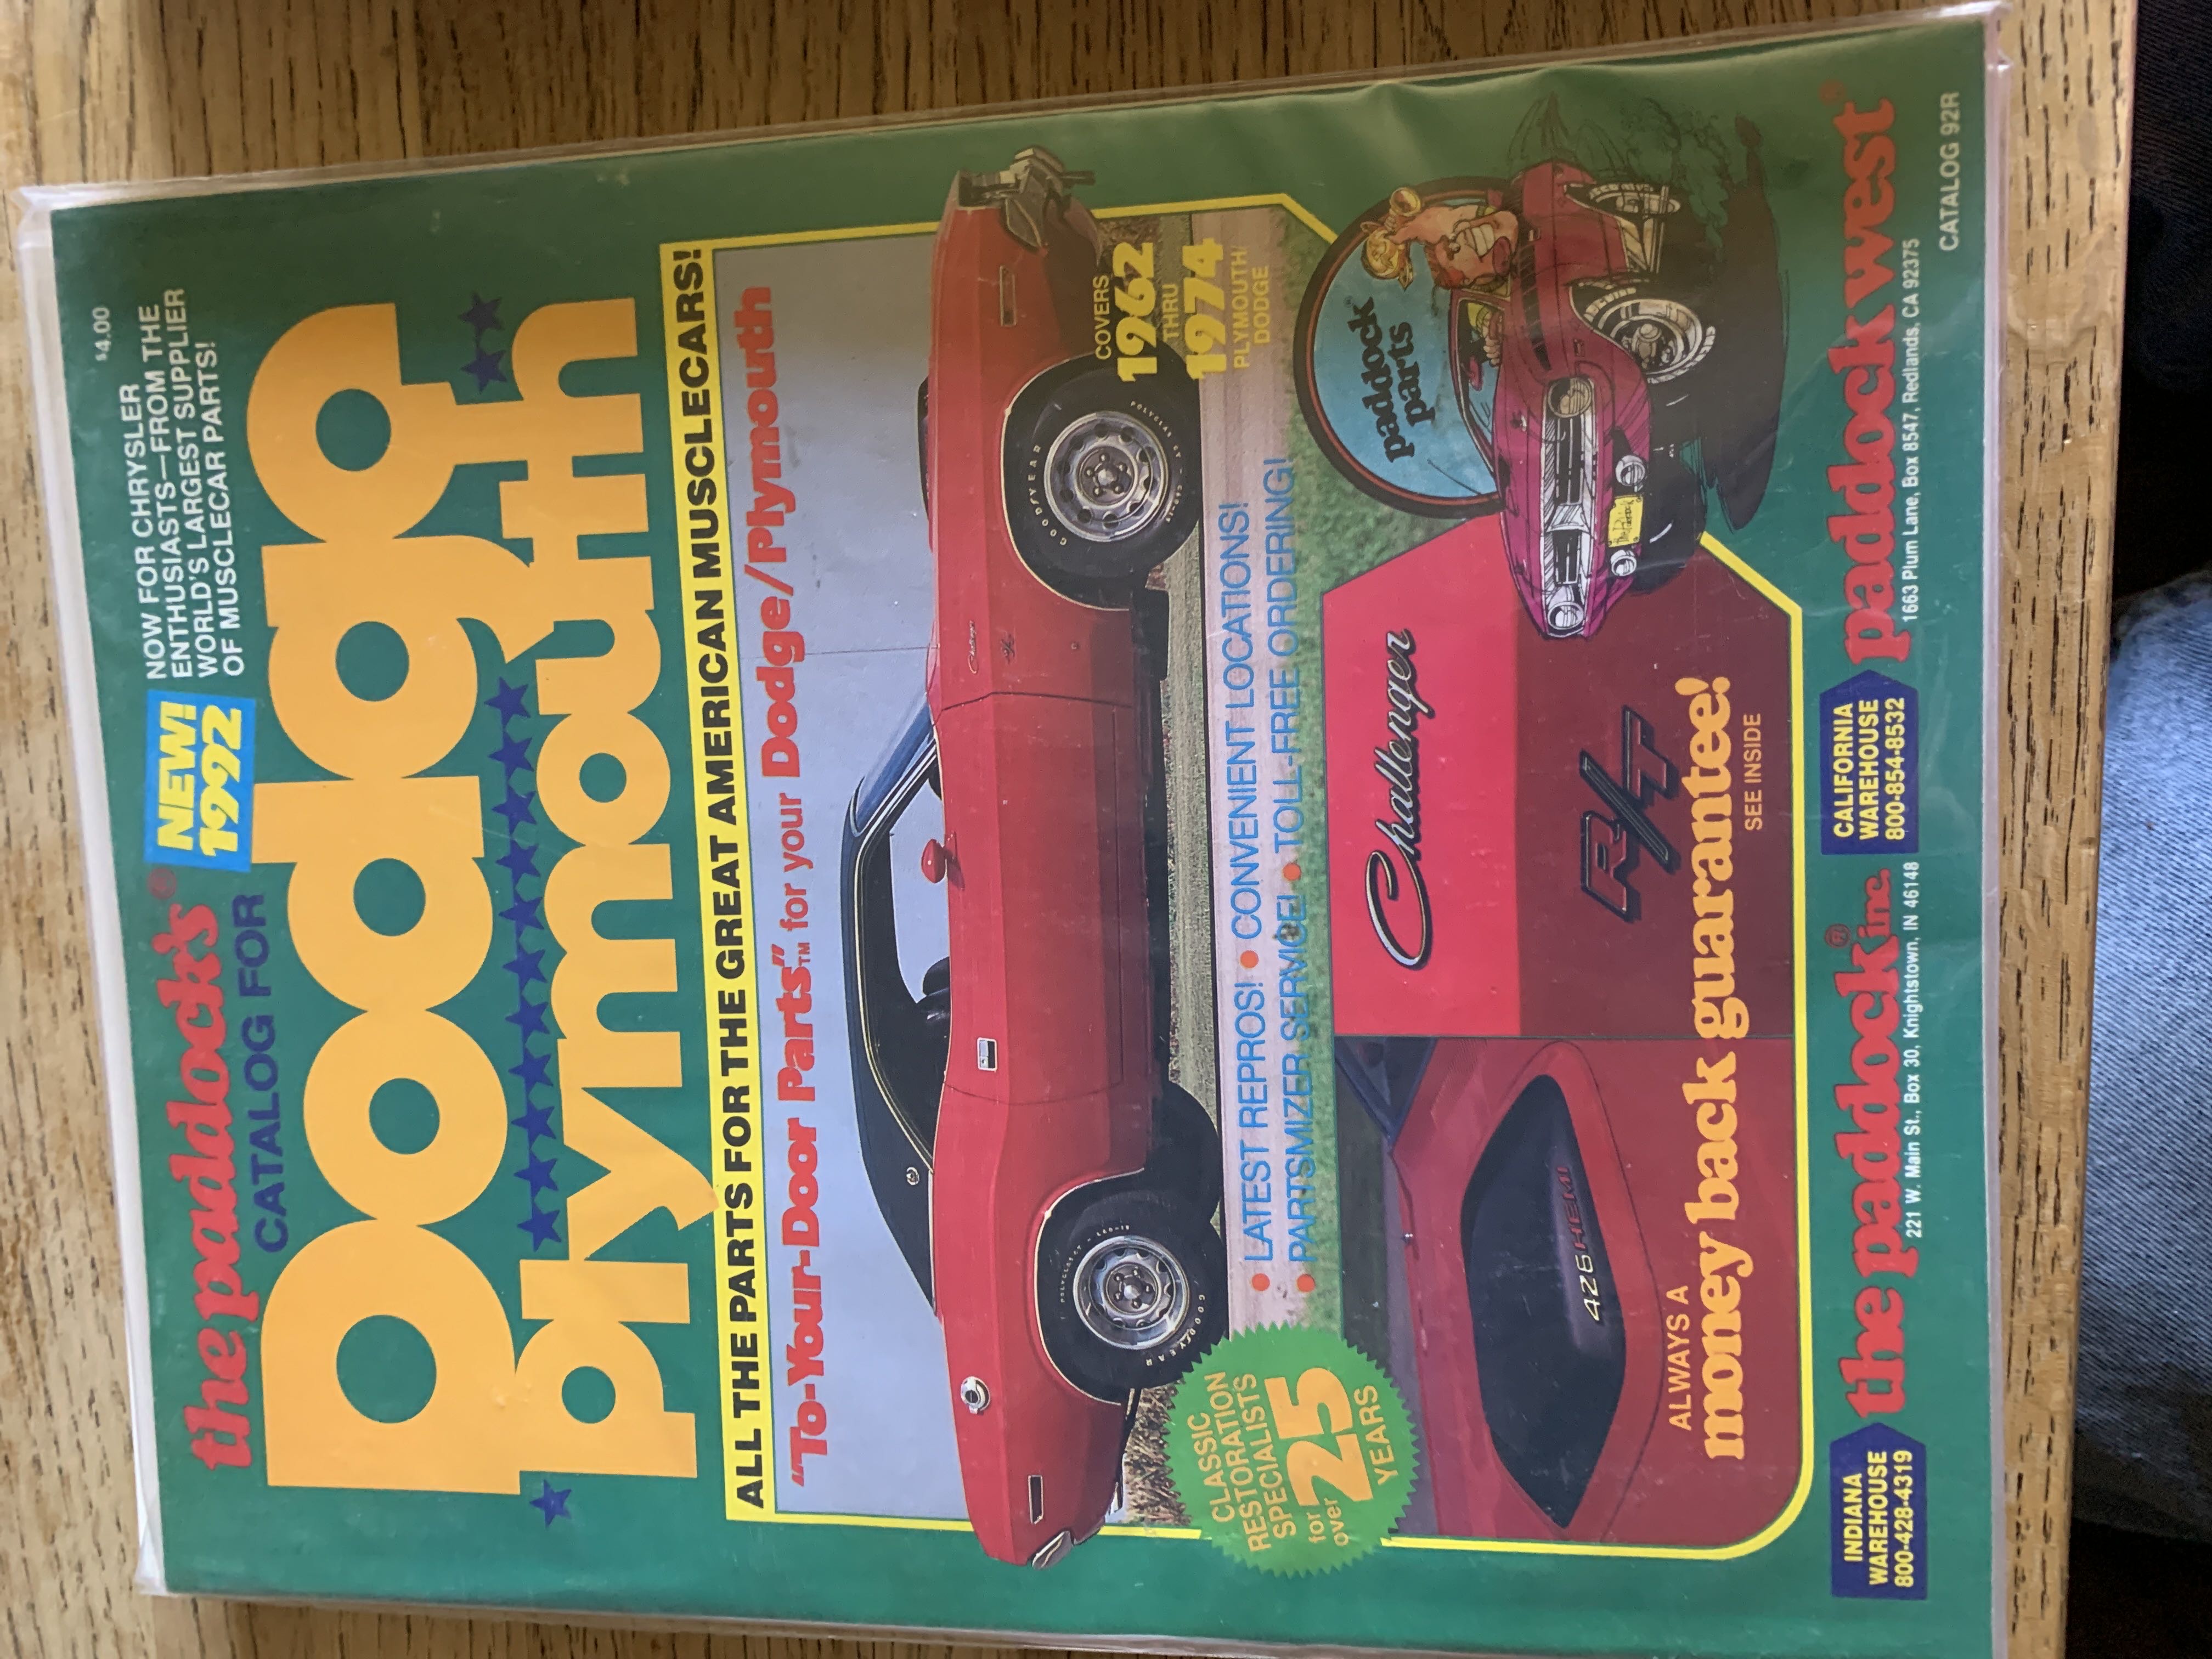 $4.00
the paddock's®
CATALOG FOR
NEW!
1992
NOW FOR CHRYSLER
ENTHUSIASTS—FROM THE
WORLD'S LARGEST SUPPLIER
OF MUSCLECAR PARTS!
Dodge
plymouth
ALL THE PARTS FOR THE GREAT AMERICAN MUSCLECARS!
"To-Your-Door Parts"™ for your Dodge/Plymouth
Challenger
R/T
GOODYEAR
POLYGLAS GT
GOODYEAR
COVERS
1962
THRU
1974
PLYMOUTH/
DODGE
• LATEST REPROS! • CONVENIENT LOCATIONS!
• PARTSMIZER SERVICE! • TOLL-FREE ORDERING!
CLASSIC
RESTORATION
SPECIALISTS
for
over
25
YEARS
paddock
parts
426 HEMI
Challenger
R/T
ALWAYS A
money back guarantee!
SEE INSIDE
INDIANA
WAREHOUSE
800-428-4319
the paddock® inc.
221 W. Main St., Box 30, Knightstown, IN 46148
CALIFORNIA
WAREHOUSE
800-854-8532
paddock west®
1663 Plum Lane, Box 8547, Redlands, CA 92375
CATALOG 92R